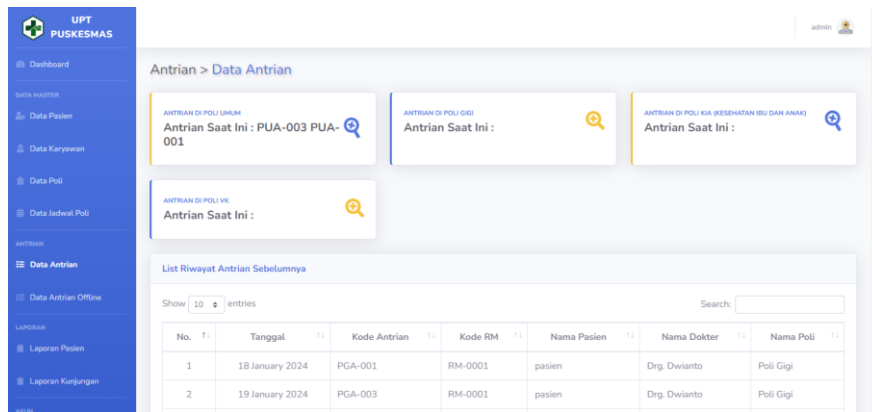 UPT
PUSKESMAS
admin
Dashboard
DATA MASTER
Data Pasien
Data Karyawan
Data Poli
Data Jadwal Poli
ANTRIAN
Data Antrian
Data Antrian Offline
LAPORAN
Laporan Pasien
Laporan Kunjungan
AKUN
Antrian > Data Antrian
ANTRIAN DI POLI UMUM
Antrian Saat Ini : PUA-003 PUA-
001
ANTRIAN DI POLI GIGI
Antrian Saat Ini :
ANTRIAN DI POLI KIA (KESEHATAN IBU DAN ANAK)
Antrian Saat Ini :
ANTRIAN DI POLI VK
Antrian Saat Ini :
List Riwayat Antrian Sebelumnya
Show 10 entries Search:
No. Tanggal Kode Antrian Kode RM Nama Pasien Nama Dokter Nama Poli
1 18 January 2024 PGA-001 RM-0001 pasien Drg. Dwianto Poli Gigi
2 19 January 2024 PGA-003 RM-0001 pasien Drg. Dwianto Poli Gigi